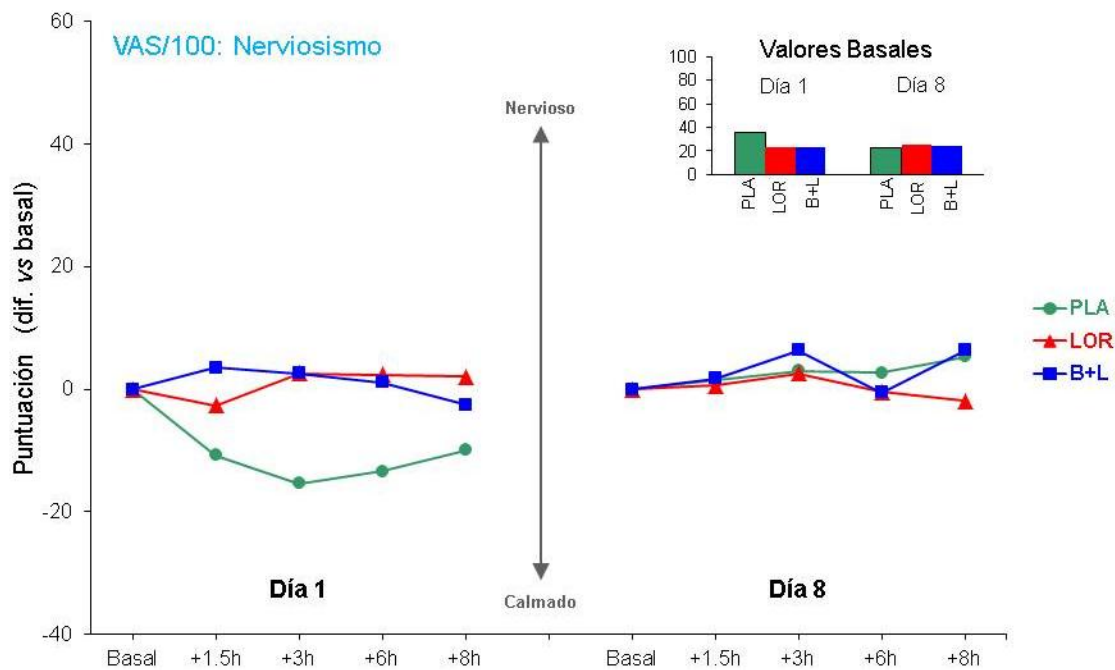 VAS/100: Nerviosismo
Valores Basales
Día 1
Día 8
100
80
60
40
20
0
PLA
LOR
B+L
PLA
LOR
B+L
Nervioso
Calmado
Puntuación (dif. vs basal)
60
40
20
0
-20
-40
PLA
LOR
B+L
Día 1
Día 8
Basal +1.5h +3h +6h +8h Basal +1.5h +3h +6h +8h